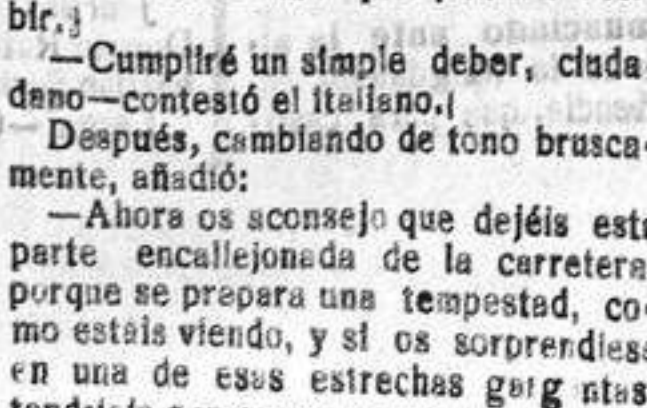 bir.
—Cumpliré un simple deber, ciuda-
dano—contestó el italiano.
Después, cambiando de tono brusca-
mente, añadió:
—Ahora os aconsejo que dejéis esta
parte encallejonada de la carretera
porque se prepara una tempestad, co-
mo estáis viendo, y si os sorprendiese
en una de esas estrechas garg ntas